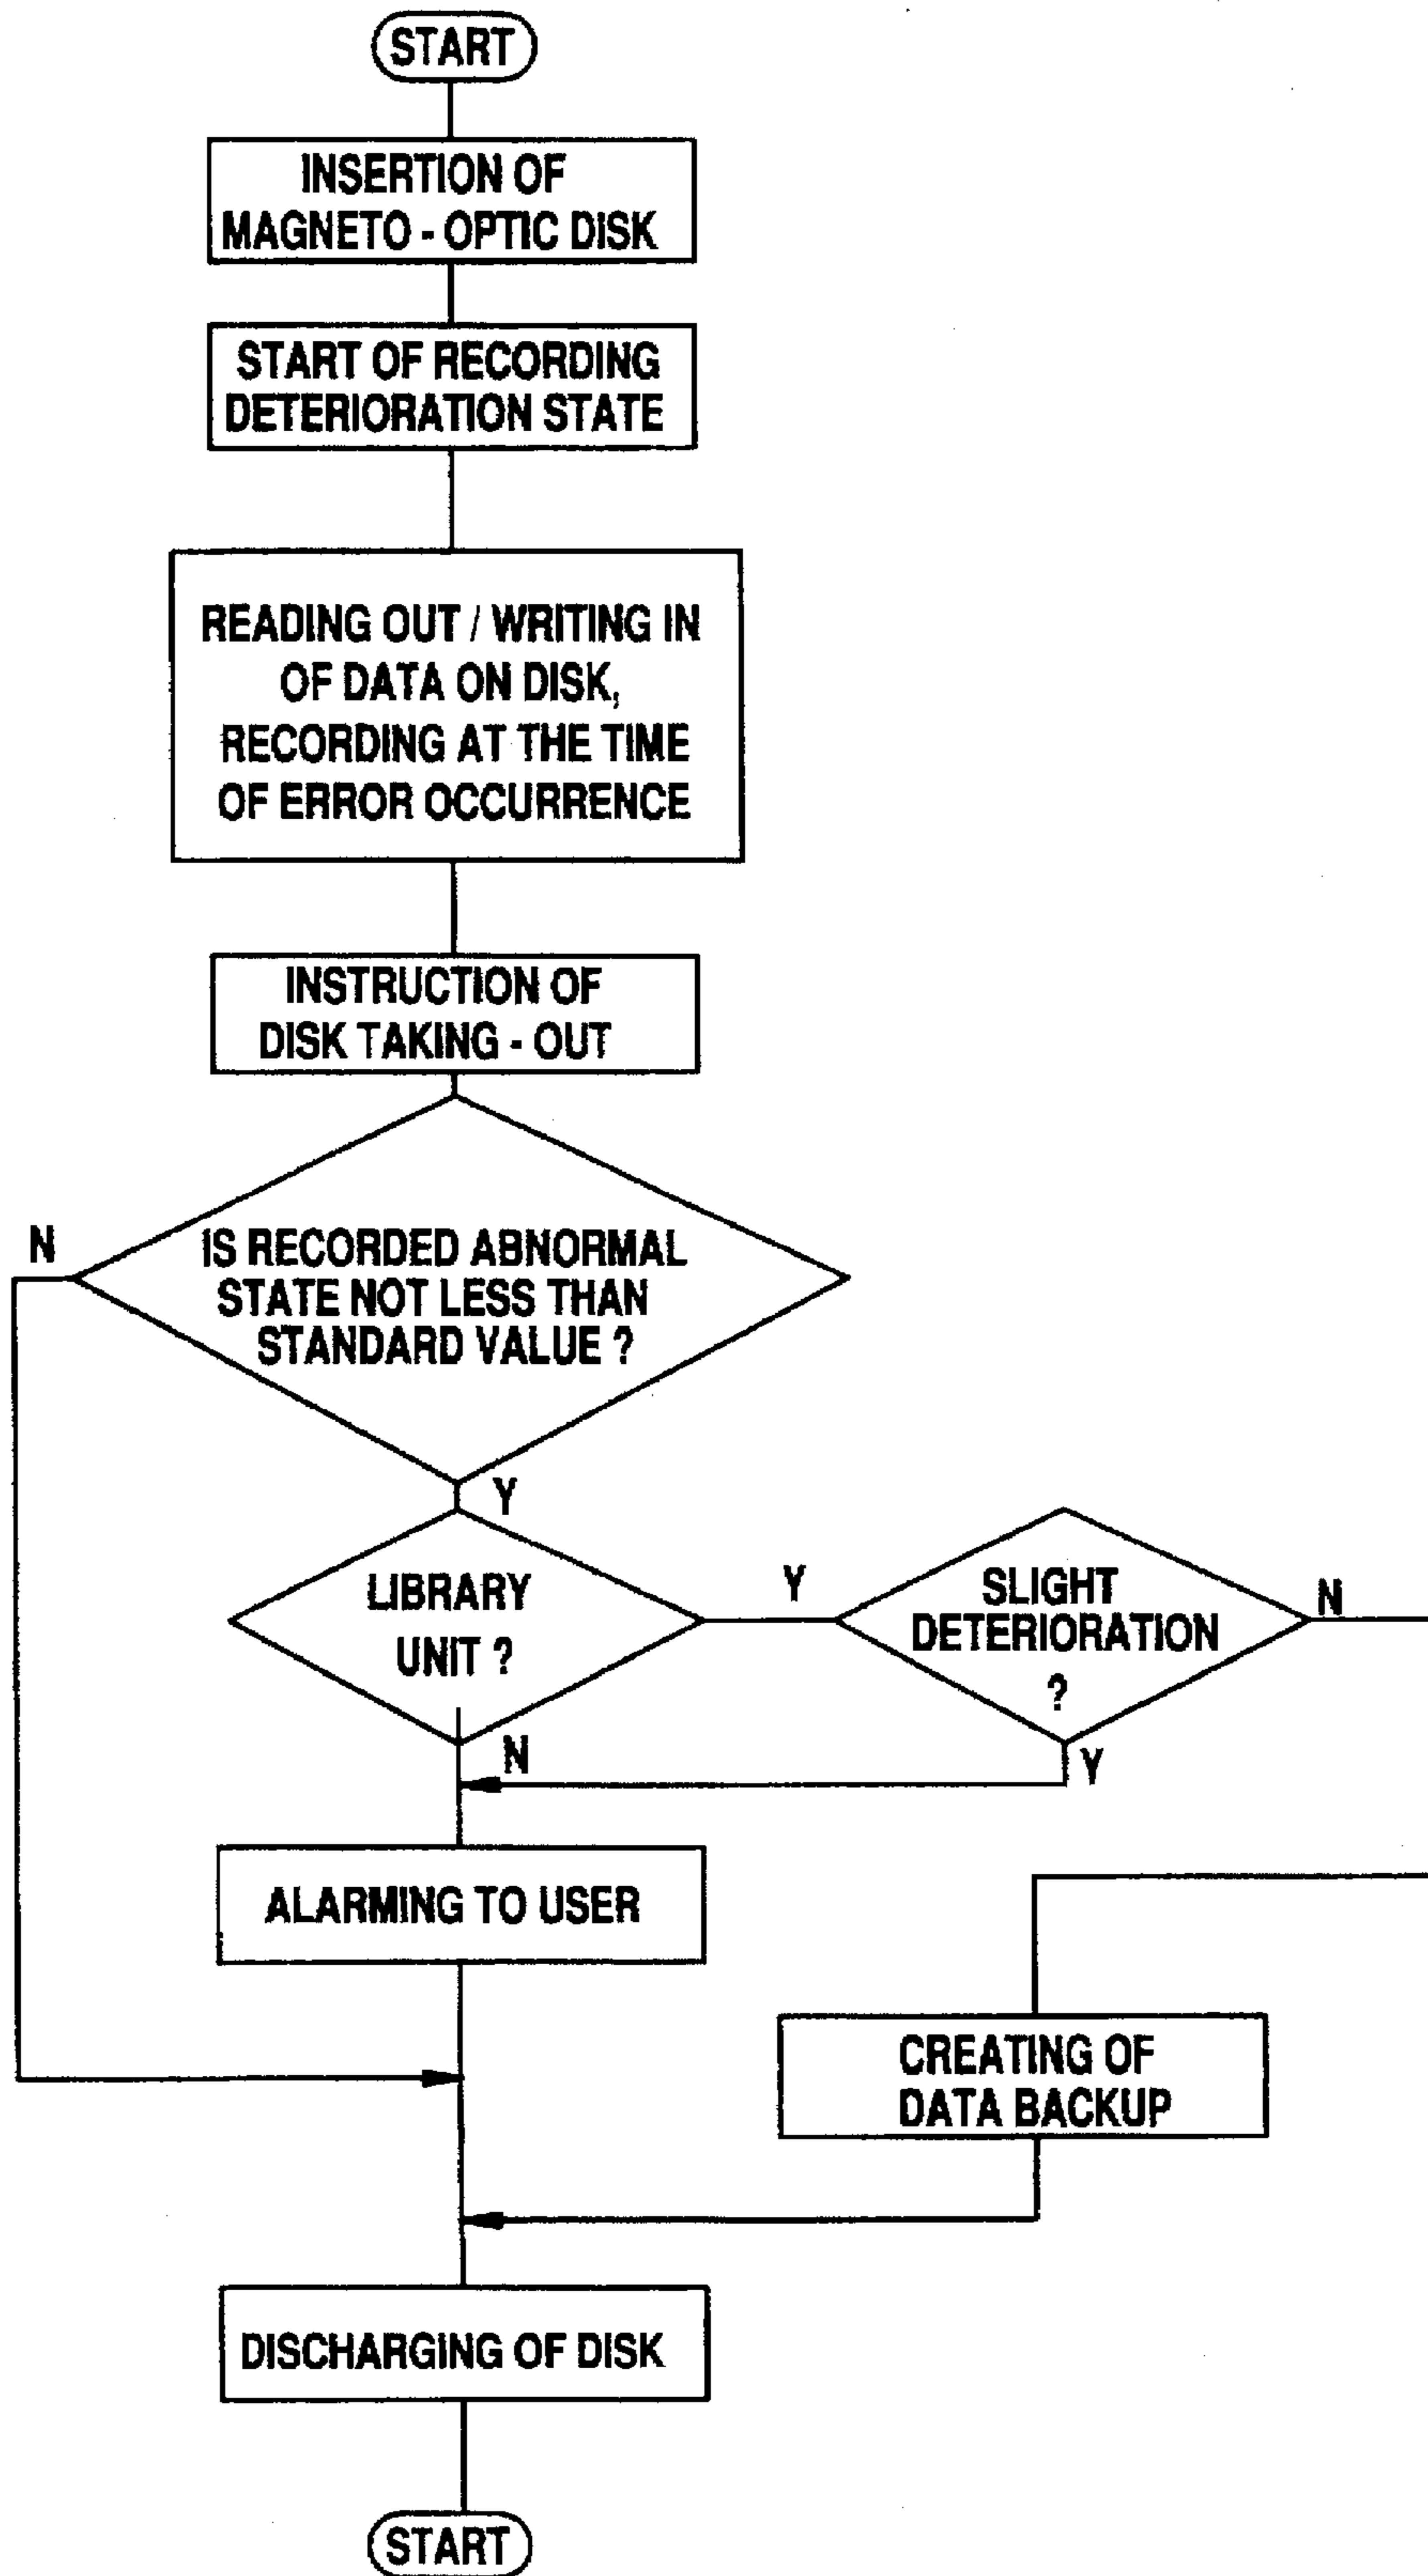 START
INSERTION OF
MAGNETO - OPTIC DISK
START OF RECORDING
DETERIORATION STATE
READING OUT / WRITING IN
OF DATA ON DISK,
RECORDING AT THE TIME
OF ERROR OCCURRENCE
INSTRUCTION OF
DISK TAKING - OUT
N
IS RECORDED ABNORMAL
STATE NOT LESS THAN
STANDARD VALUE ?
Y
LIBRARY
UNIT ?
Y
SLIGHT
DETERIORATION
?
N
N
Y
ALARMING TO USER
CREATING OF
DATA BACKUP
DISCHARGING OF DISK
START